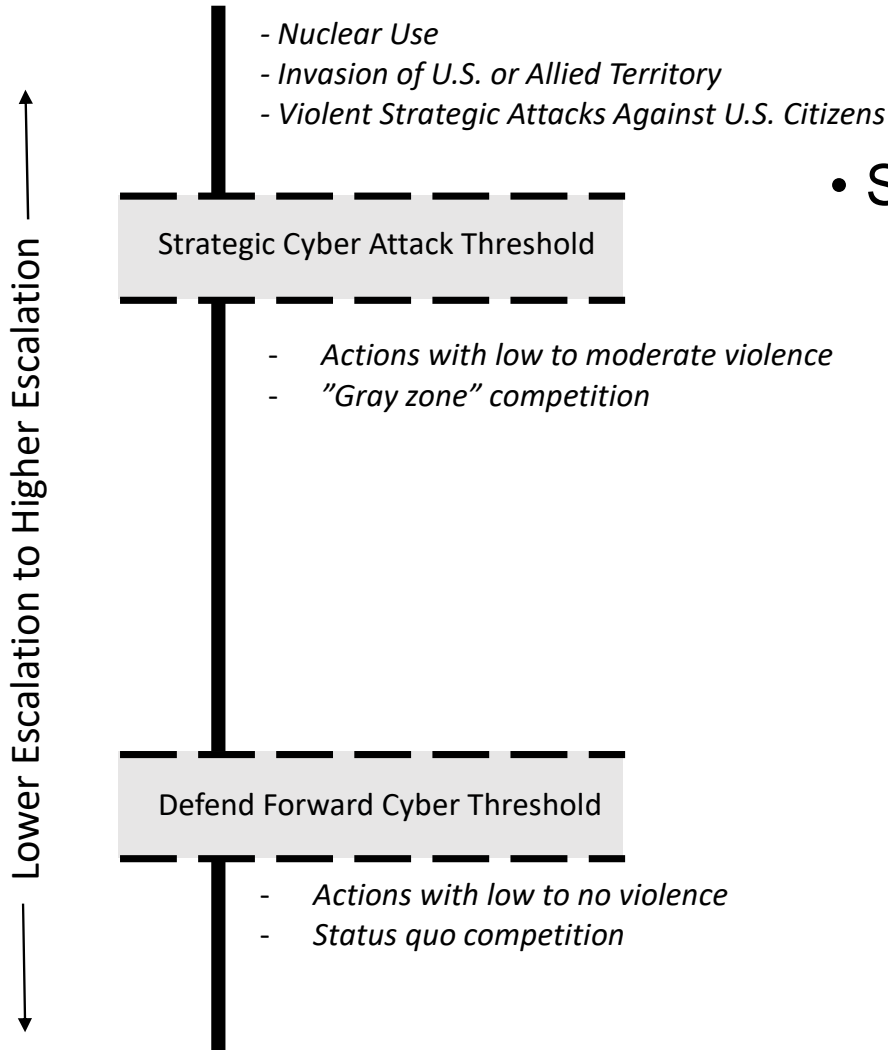 - Nuclear Use
- Invasion of U.S. or Allied Territory
- Violent Strategic Attacks Against U.S. Citizens
• S
Strategic Cyber Attack Threshold
- Actions with low to moderate violence
- ”Gray zone” competition
Lower Escalation to Higher Escalation
Defend Forward Cyber Threshold
- Actions with low to no violence
- Status quo competition